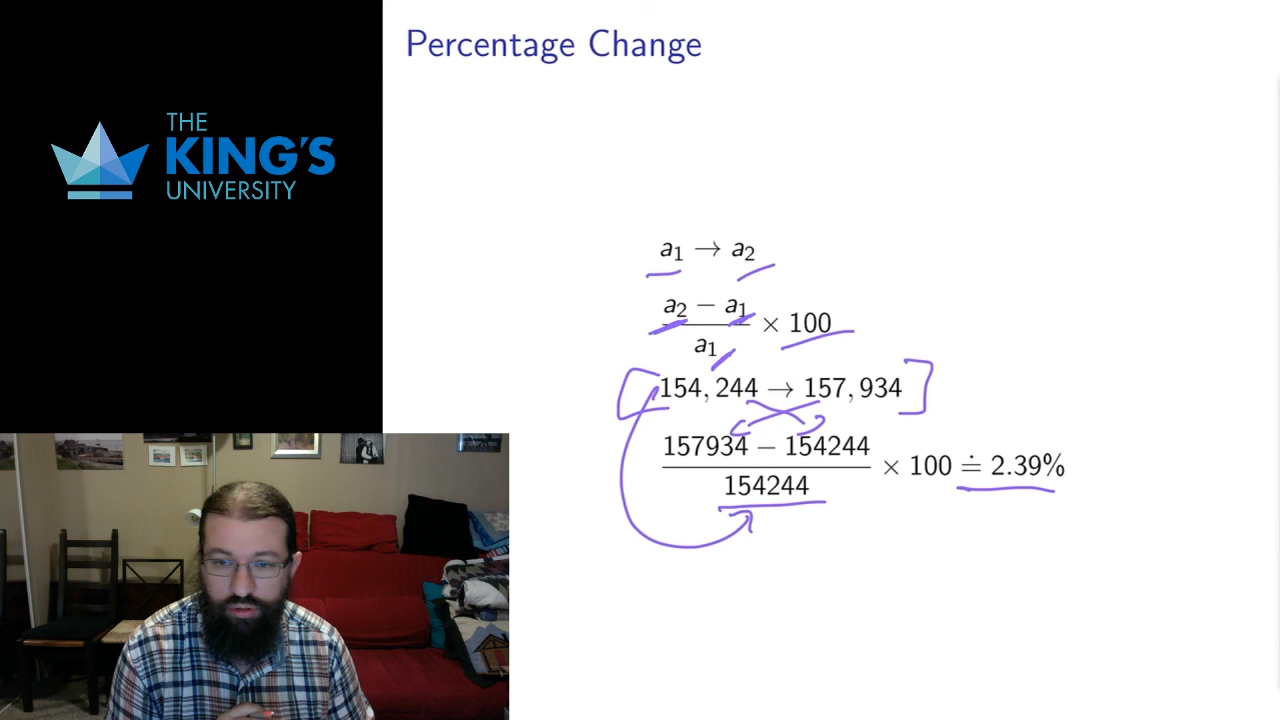 THE
KING'S
UNIVERSITY
Percentage Change
a₁ → a₂
a₂ − a₁
× 100
a₁
154, 244 → 157, 934
157934 − 154244
× 100 ≐ 2.39%
154244